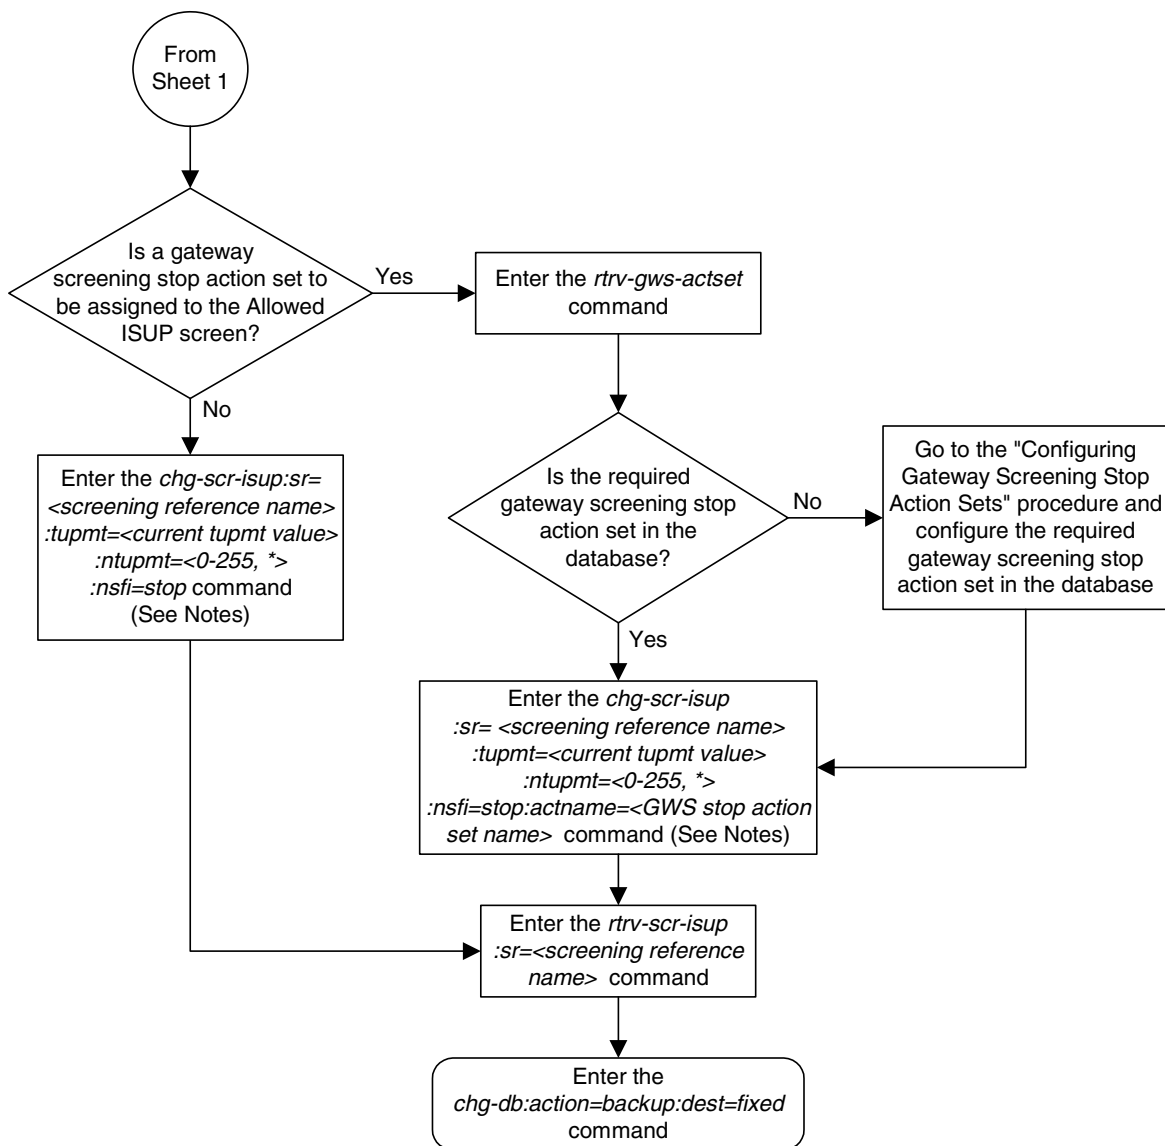 From
Sheet 1
Is a gateway
screening stop action set to
be assigned to the Allowed
ISUP screen?
Yes
Enter the rtrv-gws-actset
command
No
Enter the chg-scr-isup:sr=
<screening reference name>
:tupmt=<current tupmt value>
:ntupmt=<0-255, *>
:nsfi=stop command
(See Notes)
Is the required
gateway screening stop
action set in the
database?
No
Go to the "Configuring
Gateway Screening Stop
Action Sets" procedure and
configure the required
gateway screening stop
action set in the database
Yes
Enter the chg-scr-isup
:sr= <screening reference name>
:tupmt=<current tupmt value>
:ntupmt=<0-255, *>
:nsfi=stop:actname=<GWS stop action
set name> command (See Notes)
Enter the rtrv-scr-isup
:sr=<screening reference
name> command
Enter the
chg-db:action=backup:dest=fixed
command